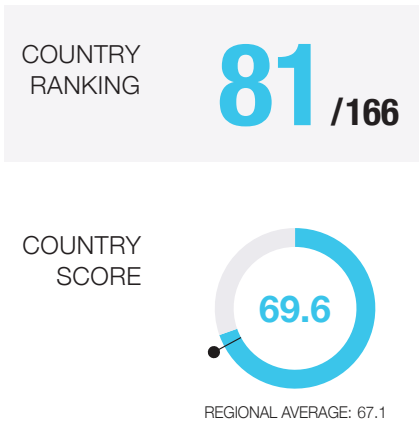 COUNTRY
RANKING
81/166
COUNTRY
SCORE
69.6
REGIONAL AVERAGE: 67.1